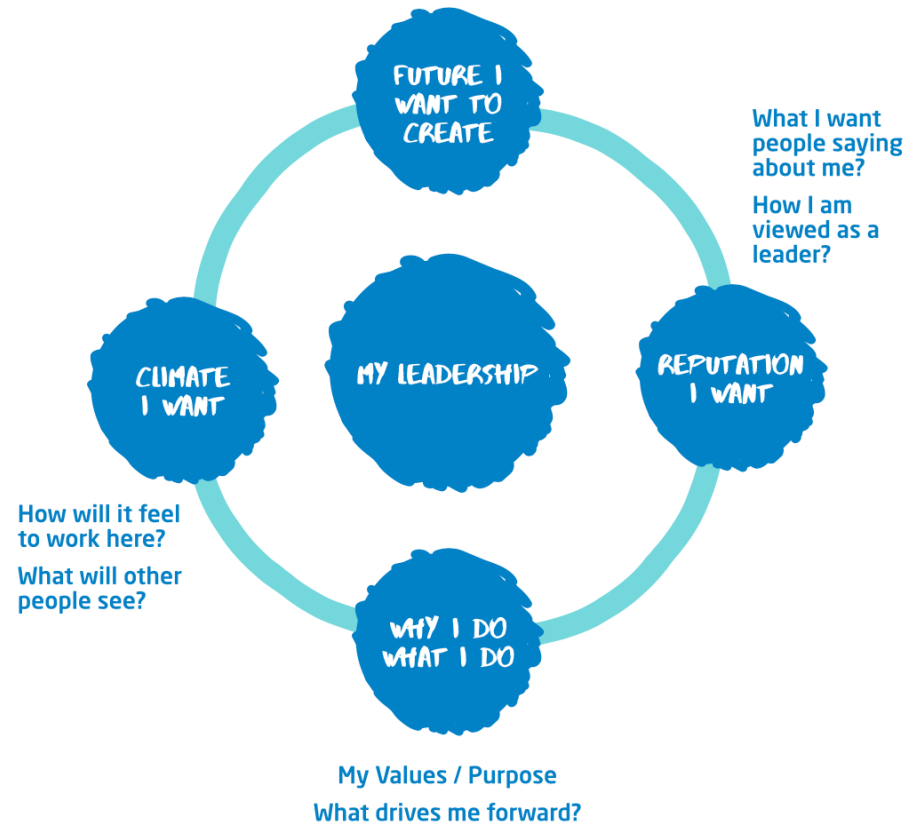 FUTURE I
WANT TO
CREATE
What I want
people saying
about me?
How I am
viewed as a
leader?
CLIMATE
I WANT
MY LEADERSHIP
REPUTATION
I WANT
How will it feel
to work here?
What will other
people see?
WHY I DO
WHAT I DO
My Values / Purpose
What drives me forward?